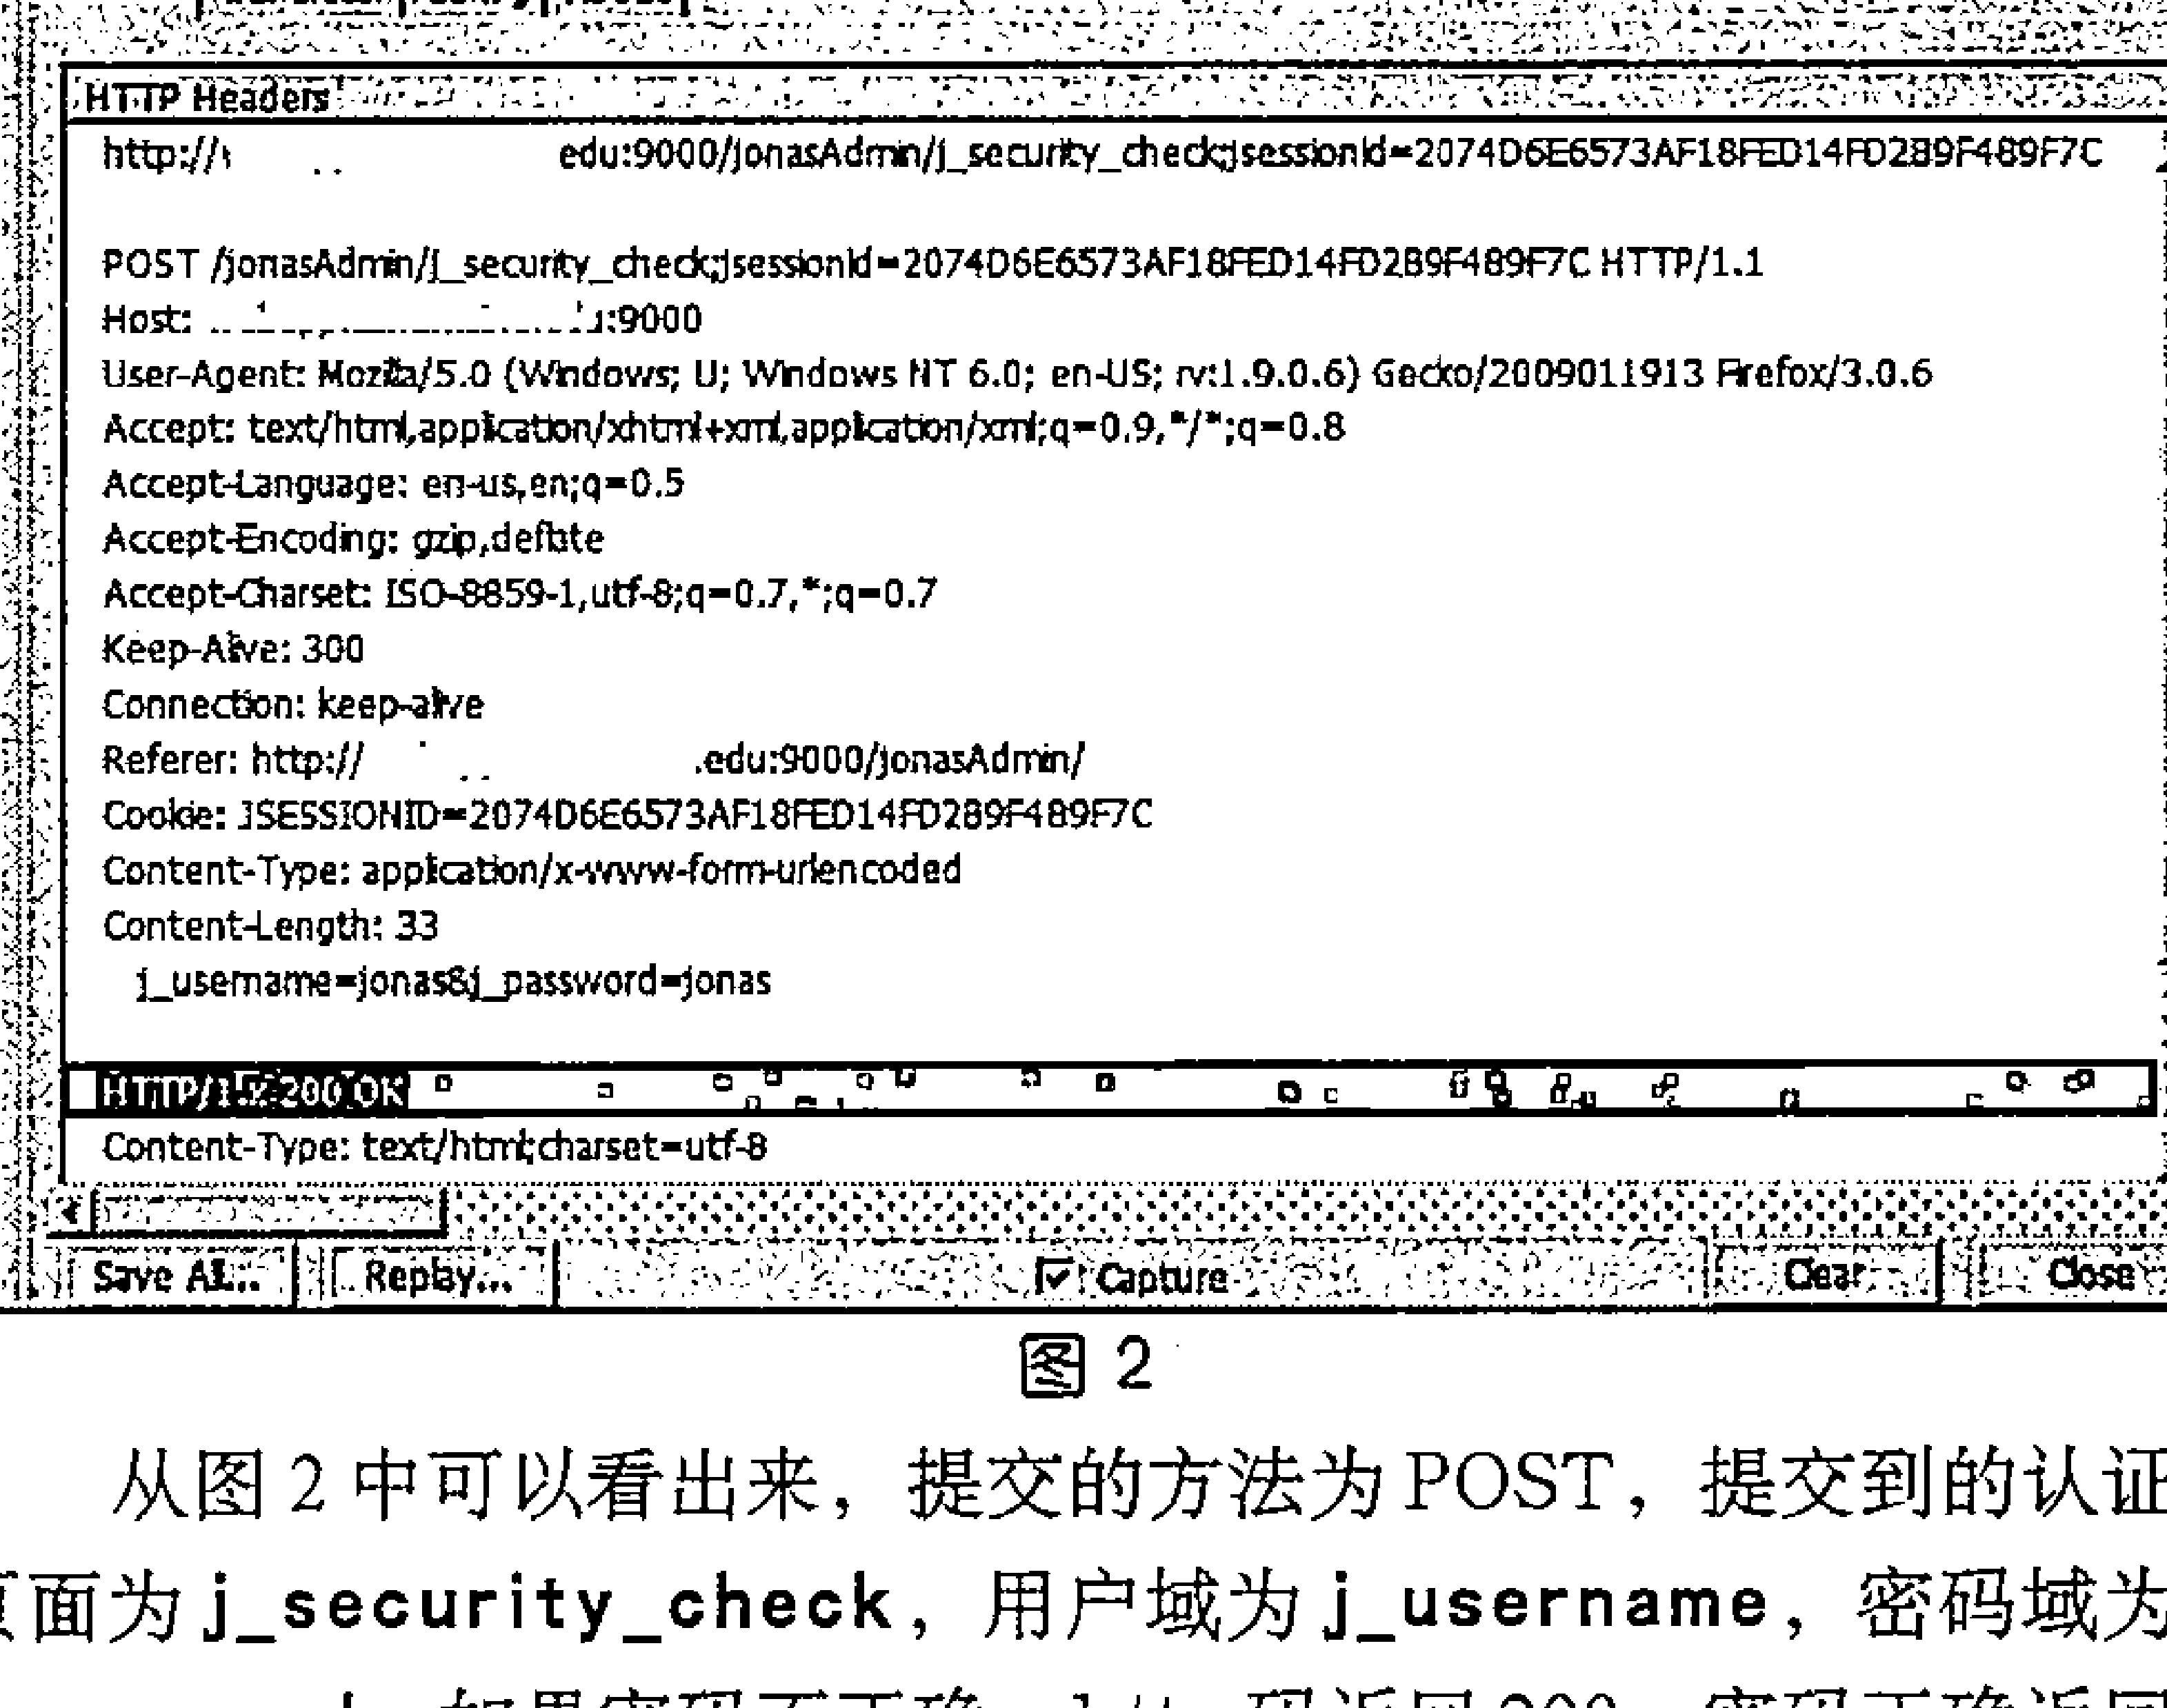 HTTP Headers
http:// edu:9000/jonasAdmin/j_security_check;jsessionid=2074D6E6573AF18FED14FD289F489F7C
POST /jonasAdmin/j_security_check;jsessionid=2074D6E6573AF18FED14FD289F489F7C HTTP/1.1
Host: :9000
User-Agent: Mozilla/5.0 (Windows; U; Windows NT 6.0; en-US; rv:1.9.0.6) Gecko/2009011913 Firefox/3.0.6
Accept: text/html,application/xhtml+xml,application/xml;q=0.9,*/*;q=0.8
Accept-Language: en-us,en;q=0.5
Accept-Encoding: gzip,deflate
Accept-Charset: ISO-8859-1,utf-8;q=0.7,*;q=0.7
Keep-Alive: 300
Connection: keep-alive
Referer: http:// .edu:9000/jonasAdmin/
Cookie: JSESSIONID=2074D6E6573AF18FED14FD289F489F7C
Content-Type: application/x-www-form-urlencoded
Content-Length: 33
j_username=jonas&j_password=jonas
HTTP/1.x 200 OK
Content-Type: text/html;charset=utf-8
Save All... Replay... Capture Clear Close
图 2
从图 2 中可以看出来，提交的方法为 POST，提交到的认证
页面为 j_security_check，用户域为 j_username，密码域为